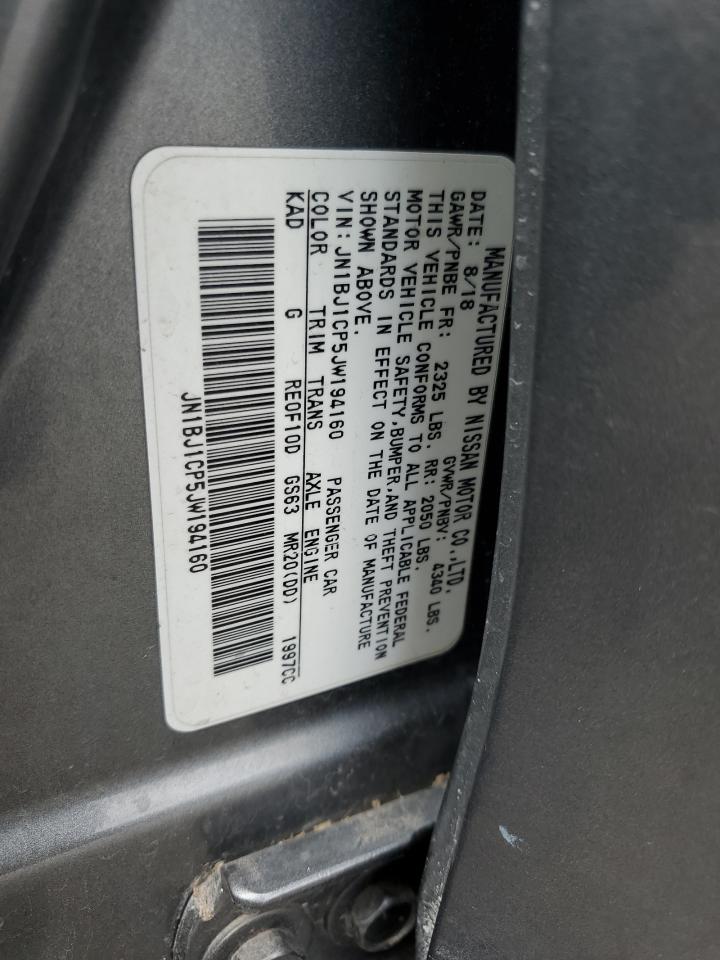 MANUFACTURED BY NISSAN MOTOR CO.,LTD.
DATE: 8/18 GVWR/PNBV: 4340 LBS.
GAWR/PNBE FR: 2325 LBS. RR: 2050 LBS.
THIS VEHICLE CONFORMS TO ALL APPLICABLE FEDERAL
MOTOR VEHICLE SAFETY,BUMPER,AND THEFT PREVENTION
STANDARDS IN EFFECT ON THE DATE OF MANUFACTURE
SHOWN ABOVE.
VIN: JN1BJ1CP5JW194160 PASSENGER CAR
COLOR TRIM TRANS AXLE ENGINE
KAD G RE0F10D GS63 MR20(DD) 1997CC
JN1BJ1CP5JW194160